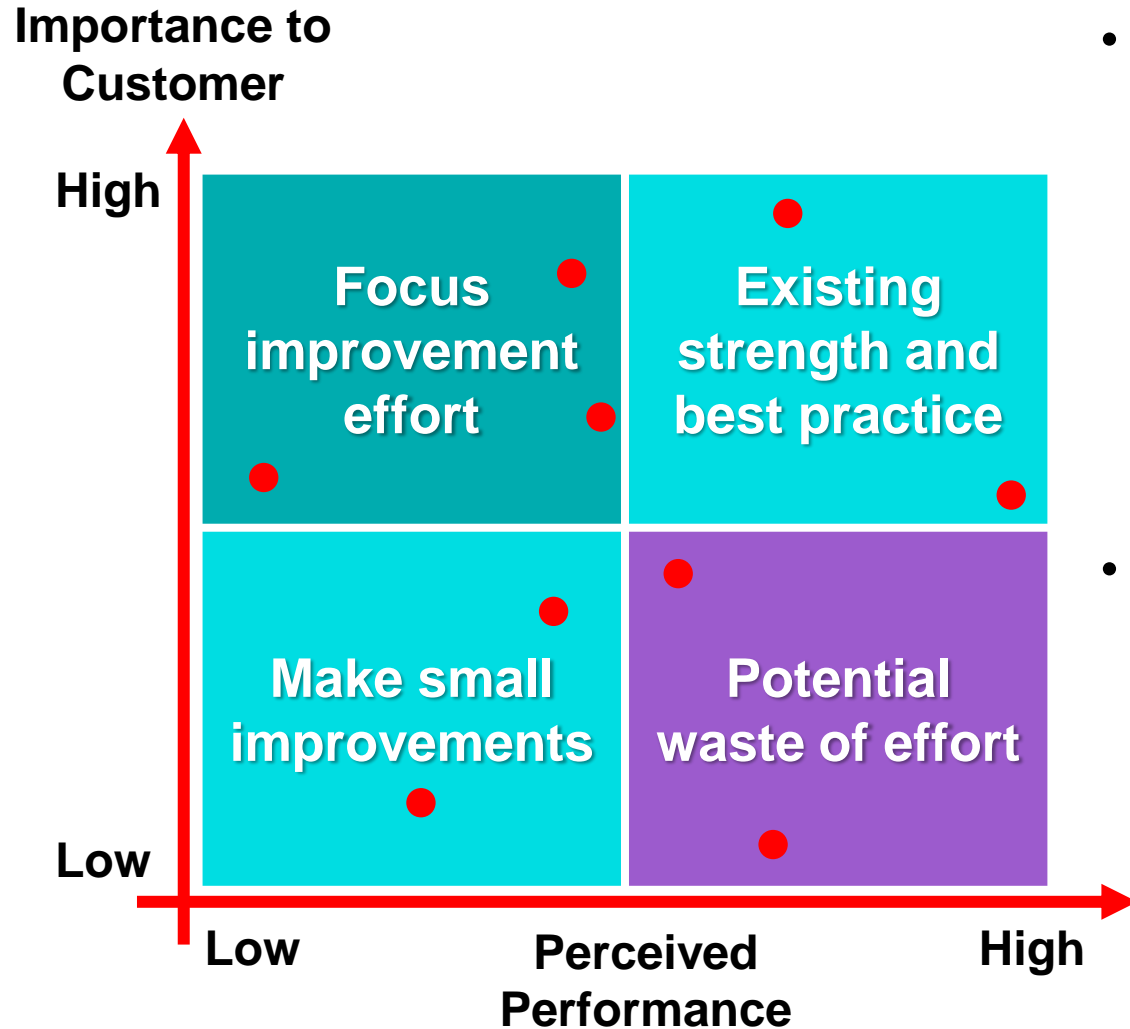 Importance to
Customer
High
Focus
improvement
effort
Existing
strength and
best practice
Make small
improvements
Potential
waste of effort
Low
Low
Perceived
Performance
High